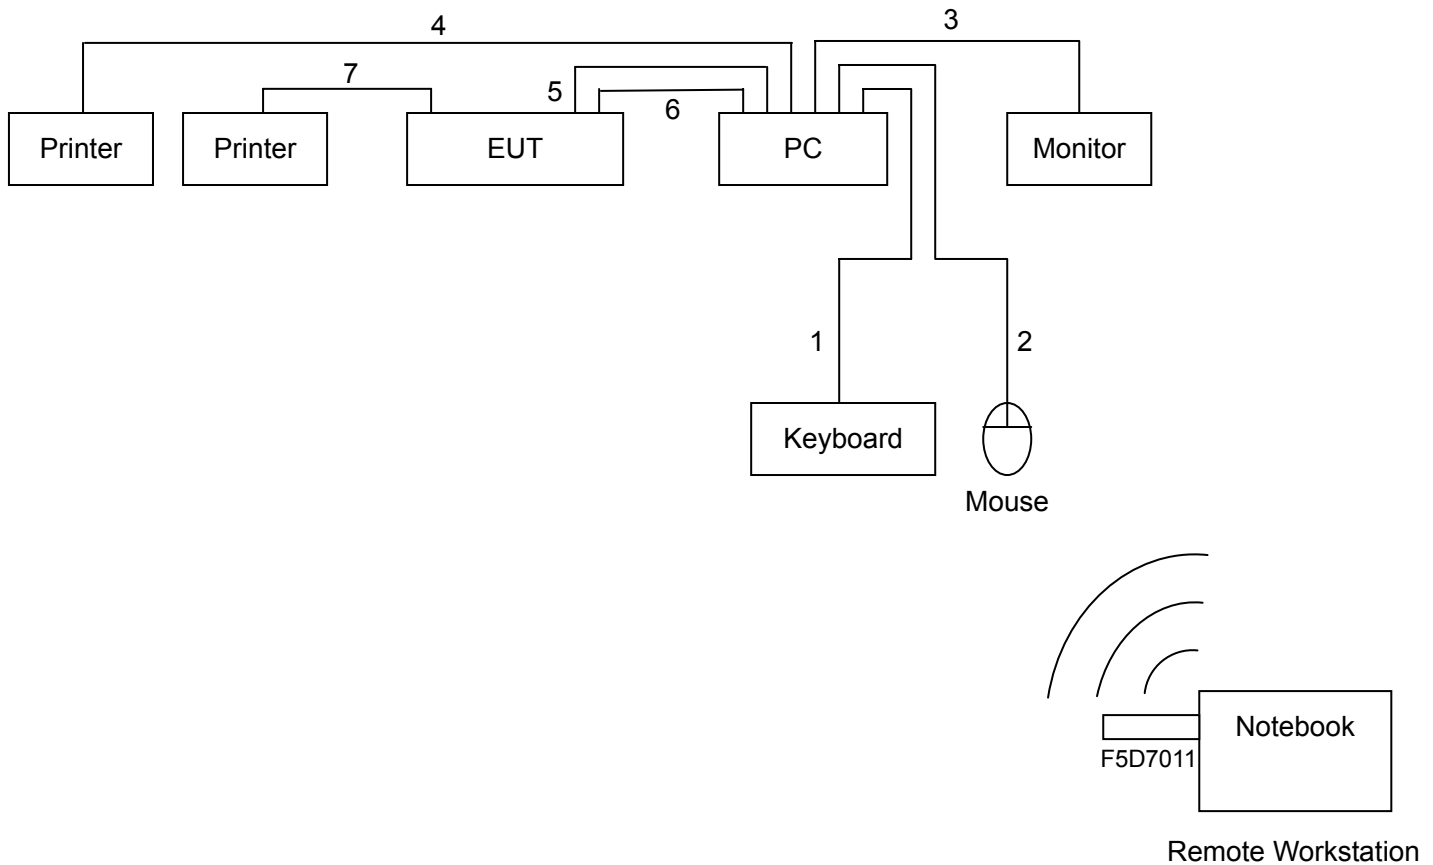 4
3
7
5
6
Printer
Printer
EUT
PC
Monitor
1
2
Keyboard
Mouse
Notebook
F5D7011
Remote Workstation